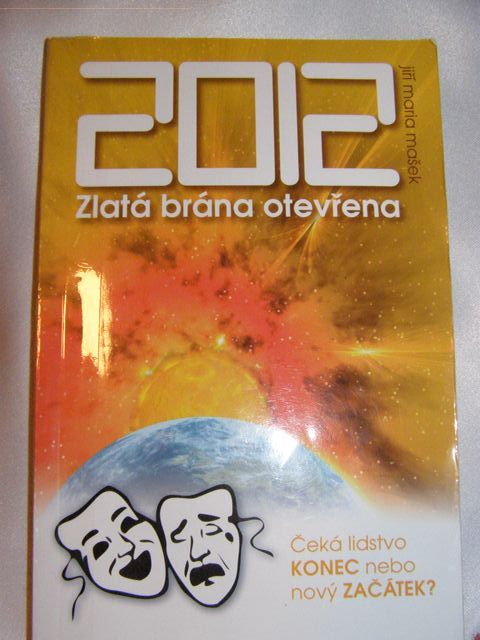 2012
jiří maria mašek
Zlatá brána otevřena
Čeká lidstvo
KONEC nebo
nový ZAČÁTEK?